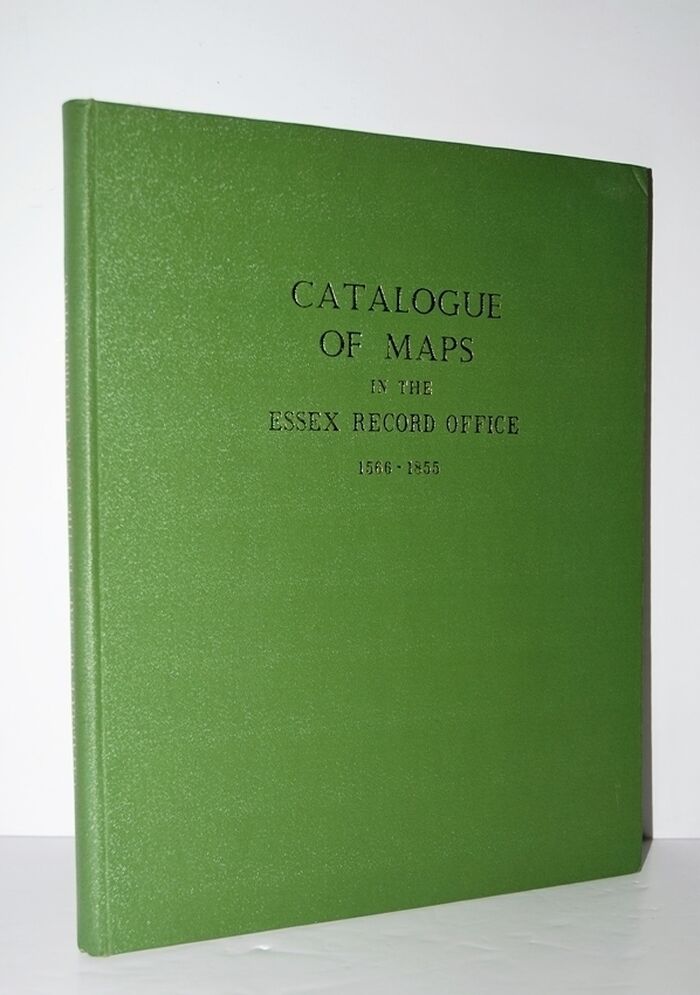 CATALOGUE
OF MAPS
IN THE
ESSEX RECORD OFFICE
1566-1855